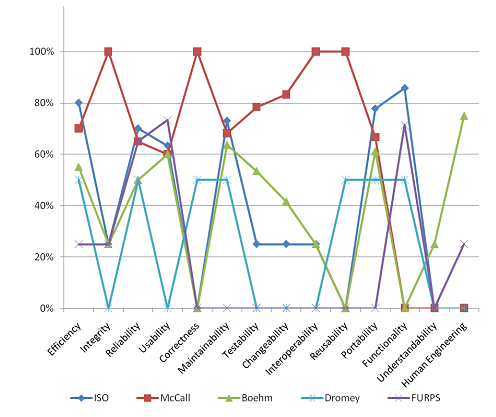 100%
80%
60%
40%
20%
0%
Efficiency
Integrity
Reliability
Usability
Correctness
Maintainability
Testability
Changeability
Interoperability
Reusability
Portability
Functionality
Understandability
Human Engineering
ISO McCall Boehm Dromey FURPS